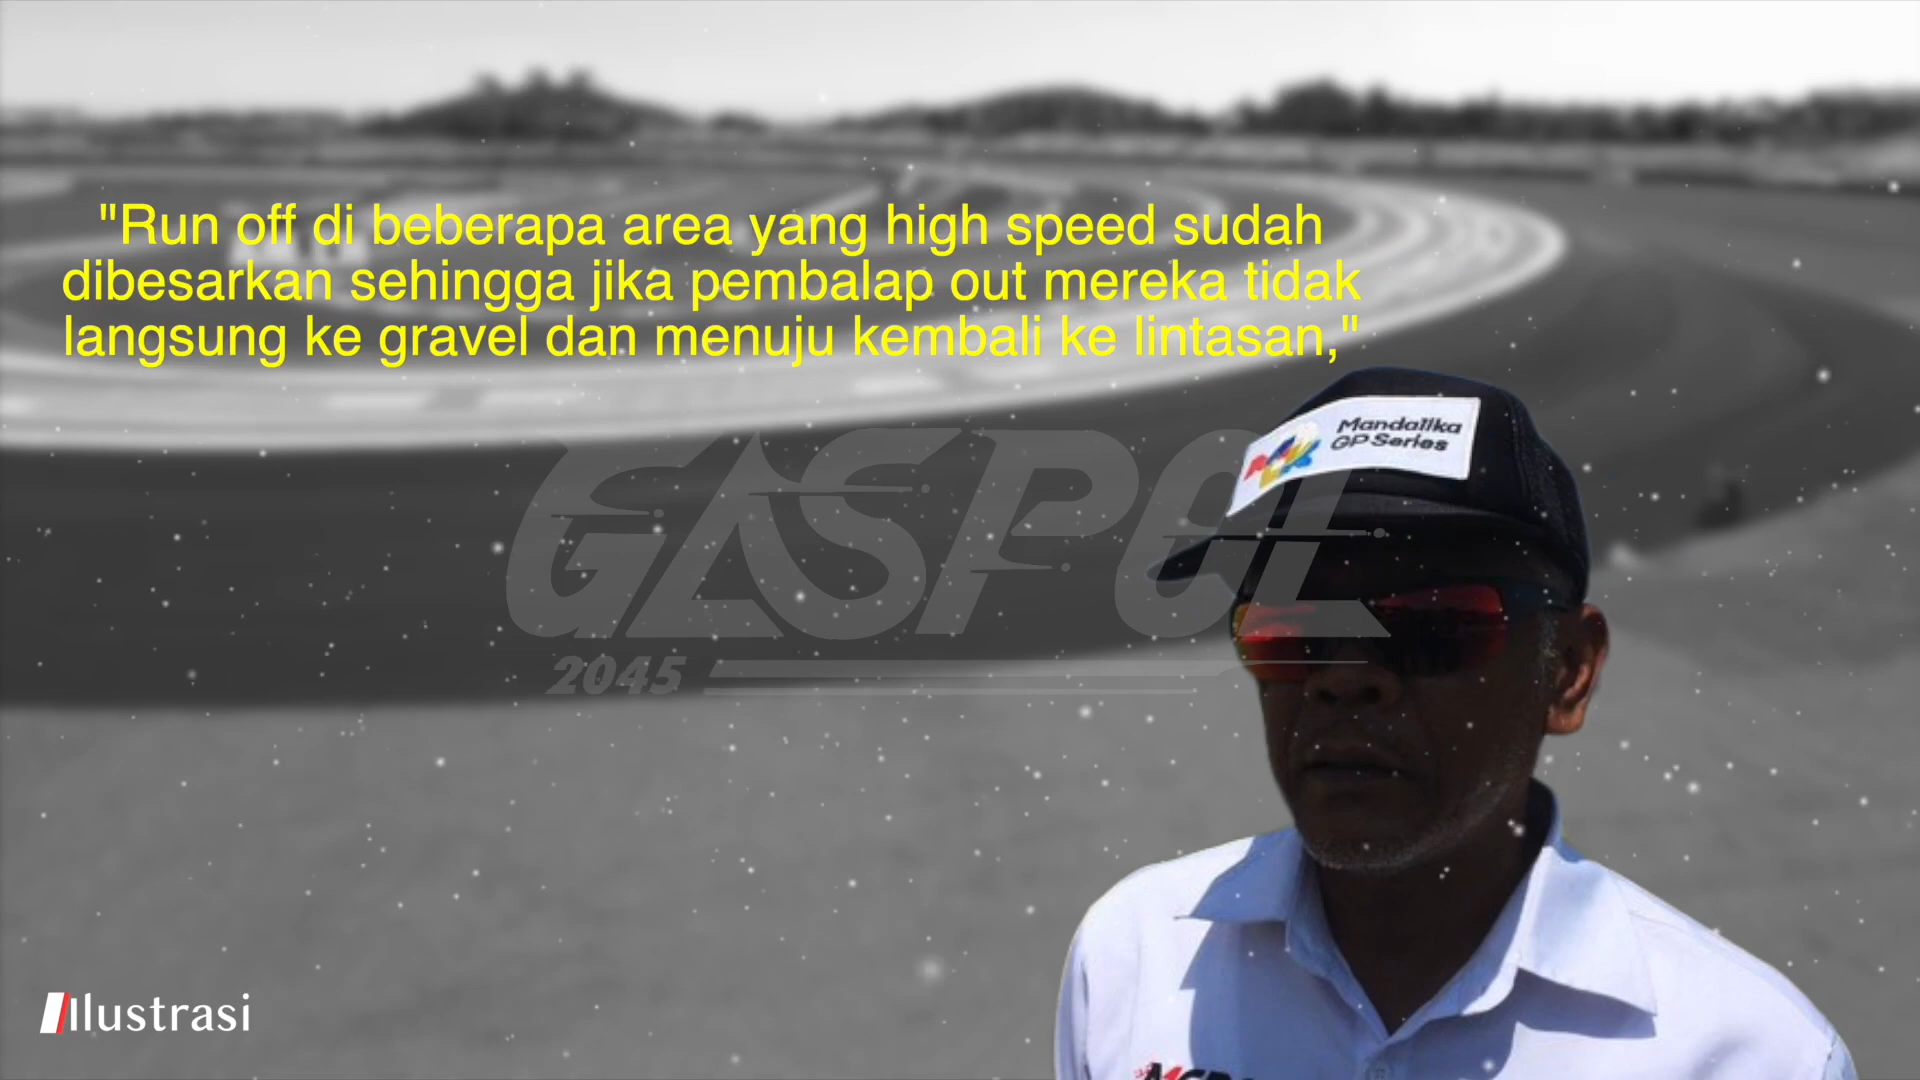 "Run off di beberapa area yang high speed sudah
dibesarkan sehingga jika pembalap out mereka tidak
langsung ke gravel dan menuju kembali ke lintasan,"
Mandalika
GP Series
GASPOL
2045
Ilustrasi